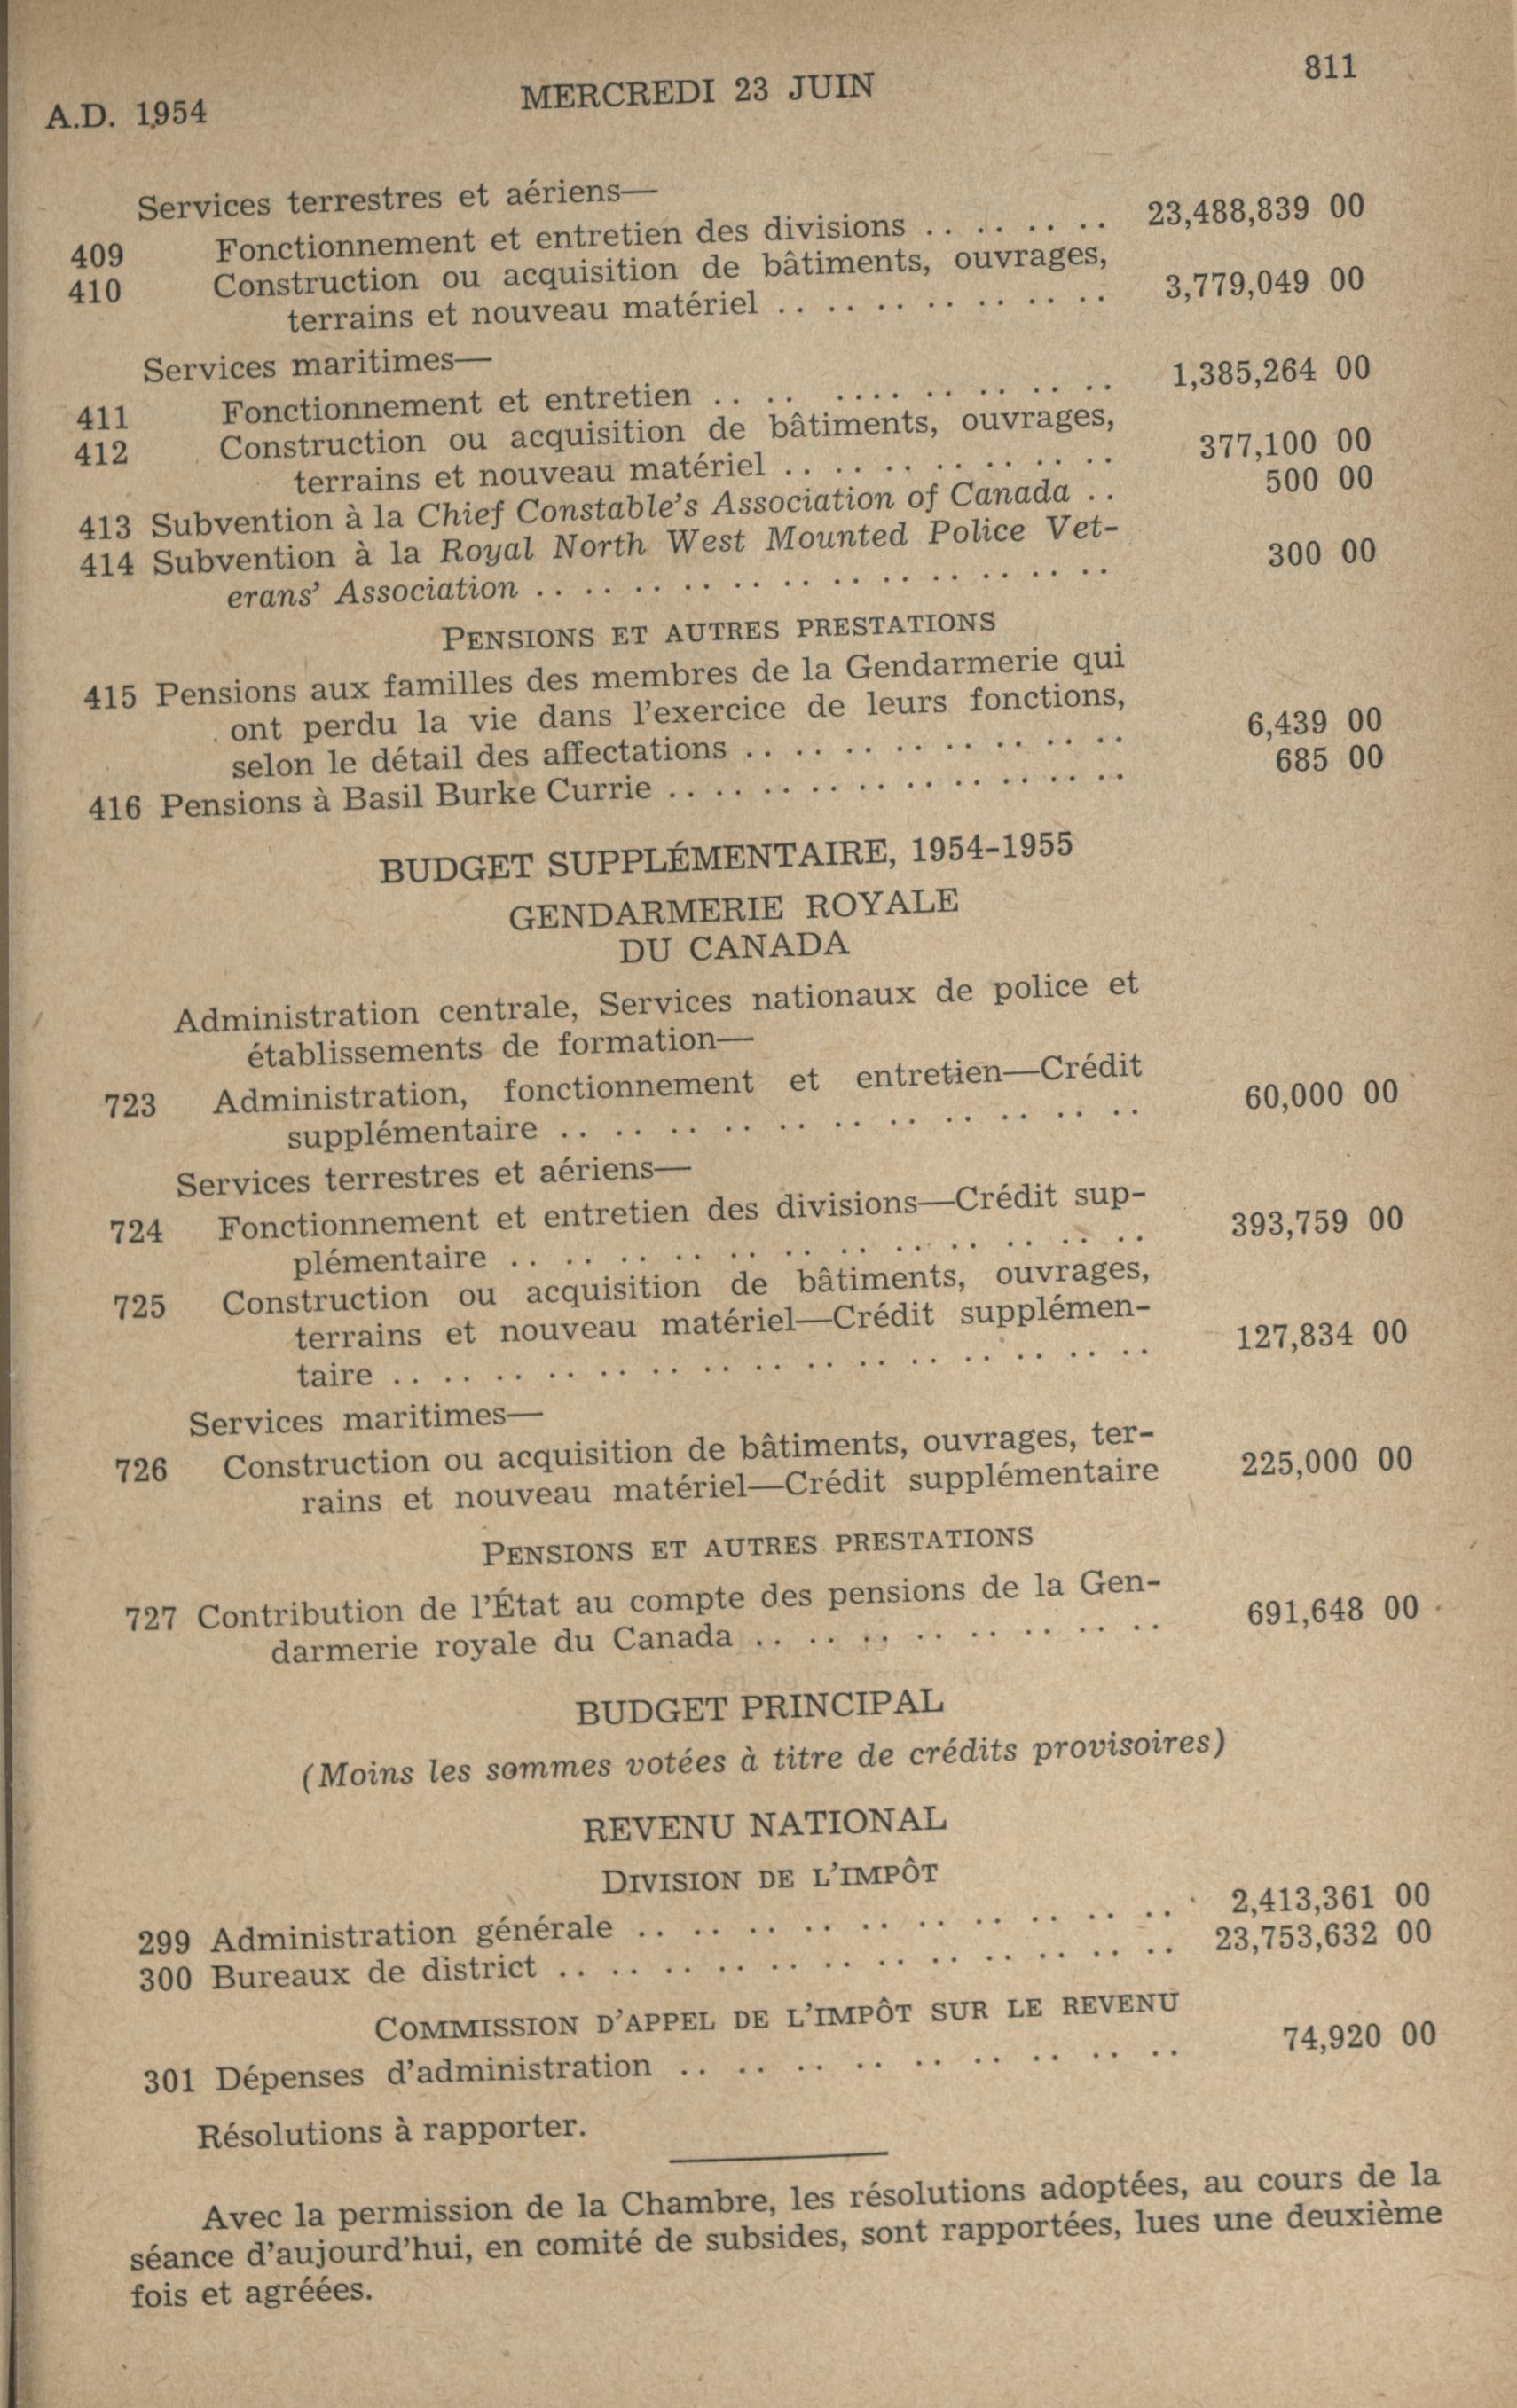 811
A.D. 1954 MERCREDI 23 JUIN
Services terrestres et aériens—
409 Fonctionnement et entretien des divisions . . . . . . . . 23,488,839 00
410 Construction ou acquisition de bâtiments, ouvrages,
terrains et nouveau matériel . . . . . . . . . . . . . . 3,779,049 00
Services maritimes—
411 Fonctionnement et entretien . . . . . . . . . . . . . . . . 1,385,264 00
412 Construction ou acquisition de bâtiments, ouvrages,
terrains et nouveau matériel . . . . . . . . . . . . . . 377,100 00
413 Subvention à la Chief Constable's Association of Canada . . 500 00
414 Subvention à la Royal North West Mounted Police Vet-
erans' Association . . . . . . . . . . . . . . . . . . . . . . . . 300 00
PENSIONS ET AUTRES PRESTATIONS
415 Pensions aux familles des membres de la Gendarmerie qui
ont perdu la vie dans l'exercice de leurs fonctions,
selon le détail des affectations . . . . . . . . . . . . . . . . 6,439 00
416 Pensions à Basil Burke Currie . . . . . . . . . . . . . . . . . . . . 685 00
BUDGET SUPPLÉMENTAIRE, 1954-1955
GENDARMERIE ROYALE
DU CANADA
Administration centrale, Services nationaux de police et
établissements de formation—
723 Administration, fonctionnement et entretien—Crédit
supplémentaire . . . . . . . . . . . . . . . . . . . . . . 60,000 00
Services terrestres et aériens—
724 Fonctionnement et entretien des divisions—Crédit sup-
plémentaire . . . . . . . . . . . . . . . . . . . . . . . . 393,759 00
725 Construction ou acquisition de bâtiments, ouvrages,
terrains et nouveau matériel—Crédit supplémen-
taire . . . . . . . . . . . . . . . . . . . . . . . . . . . . . . 127,834 00
Services maritimes—
726 Construction ou acquisition de bâtiments, ouvrages, ter-
rains et nouveau matériel—Crédit supplémentaire 225,000 00
PENSIONS ET AUTRES PRESTATIONS
727 Contribution de l'État au compte des pensions de la Gen-
darmerie royale du Canada . . . . . . . . . . . . . . . . 691,648 00
BUDGET PRINCIPAL
(Moins les sommes votées à titre de crédits provisoires)
REVENU NATIONAL
DIVISION DE L'IMPÔT
299 Administration générale . . . . . . . . . . . . . . . . . . . . 2,413,361 00
300 Bureaux de district . . . . . . . . . . . . . . . . . . . . . . . . 23,753,632 00
COMMISSION D'APPEL DE L'IMPÔT SUR LE REVENU
301 Dépenses d'administration . . . . . . . . . . . . . . . . . . 74,920 00
Résolutions à rapporter.
Avec la permission de la Chambre, les résolutions adoptées, au cours de la
séance d'aujourd'hui, en comité de subsides, sont rapportées, lues une deuxième
fois et agréées.